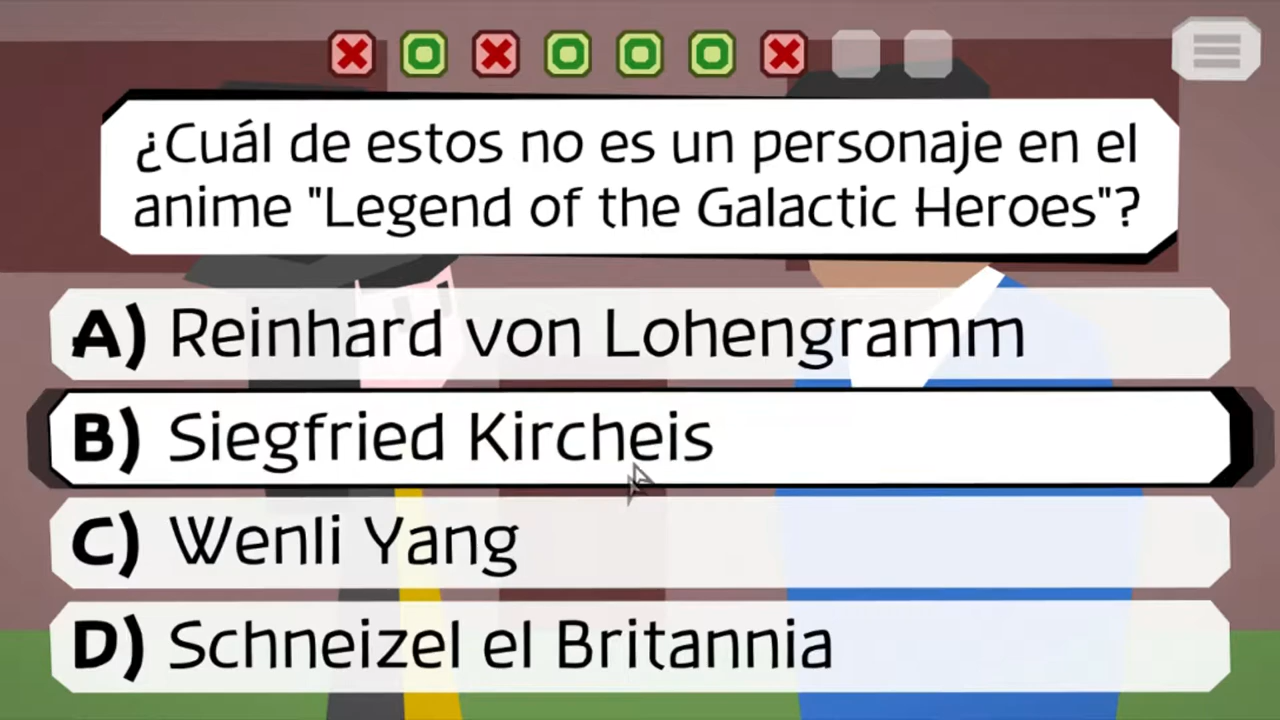 ¿Cuál de estos no es un personaje en el
anime "Legend of the Galactic Heroes"?
A) Reinhard von Lohengramm
B) Siegfried Kircheis
C) Wenli Yang
D) Schneizel el Britannia